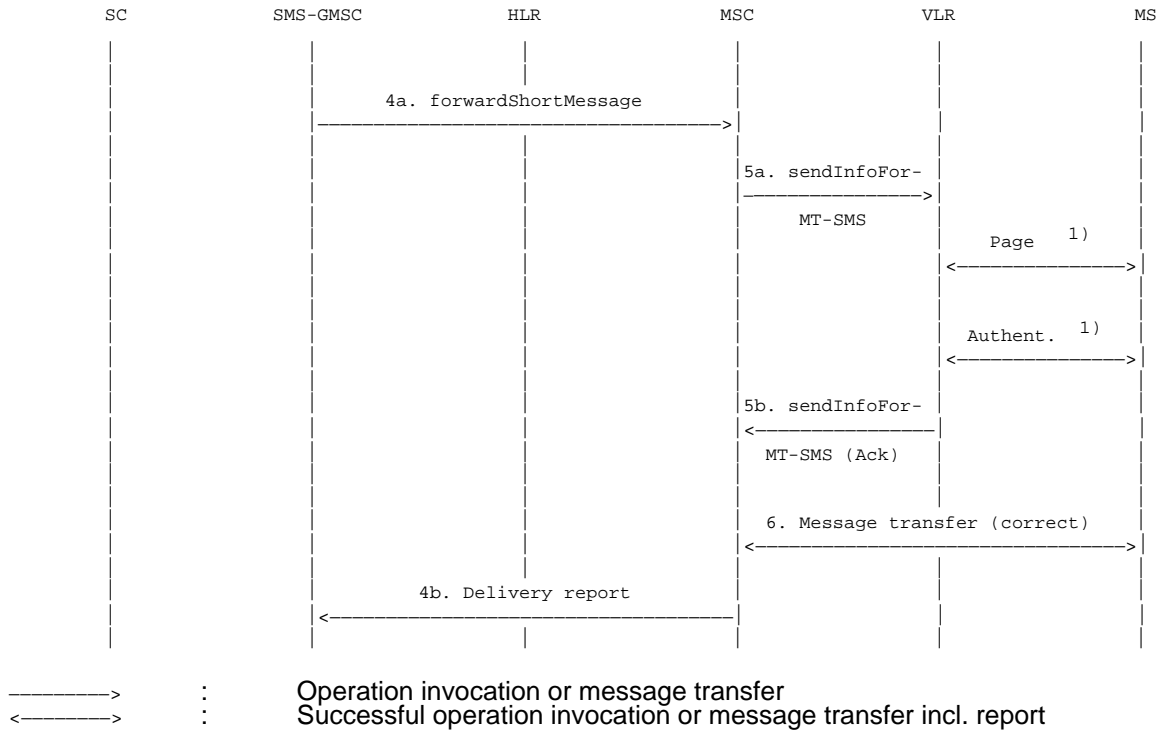 SC SMS-GMSC HLR MSC VLR MS
4a. forwardShortMessage
5a. sendInfoFor-
MT-SMS
Page 1)
Authent. 1)
5b. sendInfoFor-
MT-SMS (Ack)
6. Message transfer (correct)
4b. Delivery report
: Operation invocation or message transfer
: Successful operation invocation or message transfer incl. report